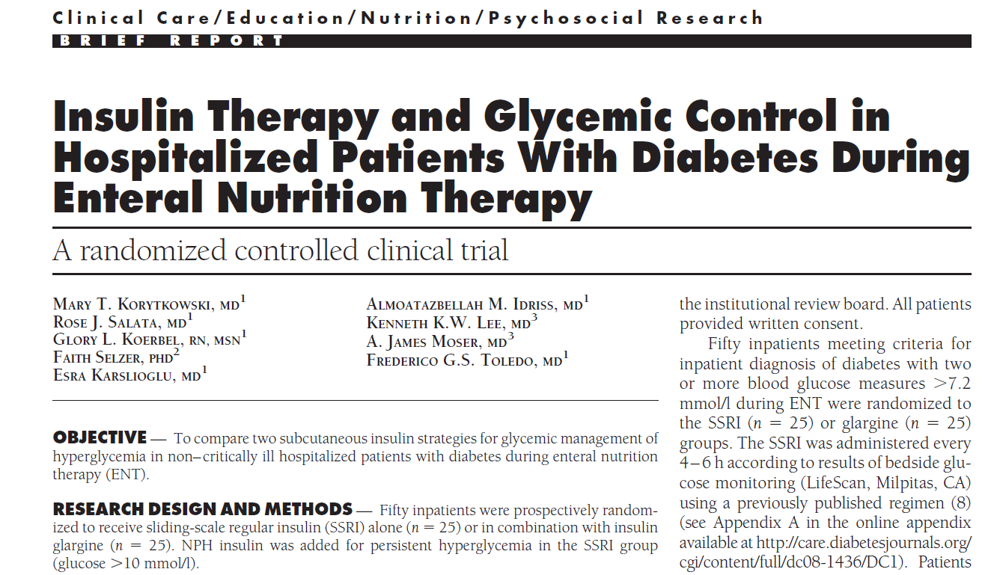 Clinical Care/Education/Nutrition/Psychosocial Research
BRIEF REPORT
Insulin Therapy and Glycemic Control in
Hospitalized Patients With Diabetes During
Enteral Nutrition Therapy
A randomized controlled clinical trial
MARY T. KORYTKOWSKI, MD1
ROSE J. SALATA, MD1
GLORY L. KOERBEL, RN, MSN1
FAITH SELZER, PHD2
ESRA KARSLIOGLU, MD1
ALMOATAZBELLAH M. IDRISS, MD1
KENNETH K.W. LEE, MD3
A. JAMES MOSER, MD3
FREDERICO G.S. TOLEDO, MD1
OBJECTIVE — To compare two subcutaneous insulin strategies for glycemic management of
hyperglycemia in non–critically ill hospitalized patients with diabetes during enteral nutrition
therapy (ENT).
RESEARCH DESIGN AND METHODS — Fifty inpatients were prospectively random-
ized to receive sliding-scale regular insulin (SSRI) alone (n = 25) or in combination with insulin
glargine (n = 25). NPH insulin was added for persistent hyperglycemia in the SSRI group
(glucose >10 mmol/l).
the institutional review board. All patients
provided written consent.
Fifty inpatients meeting criteria for
inpatient diagnosis of diabetes with two
or more blood glucose measures >7.2
mmol/l during ENT were randomized to
the SSRI (n = 25) or glargine (n = 25)
groups. The SSRI was administered every
4–6 h according to results of bedside glu-
cose monitoring (LifeScan, Milpitas, CA)
using a previously published regimen (8)
(see Appendix A in the online appendix
available at http://care.diabetesjournals.org/
cgi/content/full/dc08-1436/DC1). Patients